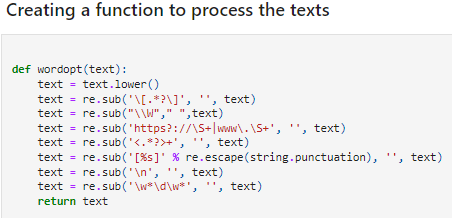 Creating a function to process the texts
def wordopt(text):
    text = text.lower()
    text = re.sub('\[.*?\]', '', text)
    text = re.sub("\\W"," ",text)
    text = re.sub('https?://\S+|www\.\S+', '', text)
    text = re.sub('<.*?>+', '', text)
    text = re.sub('[%s]' % re.escape(string.punctuation), '', text)
    text = re.sub('\n', '', text)
    text = re.sub('\w*\d\w*', '', text)
    return text